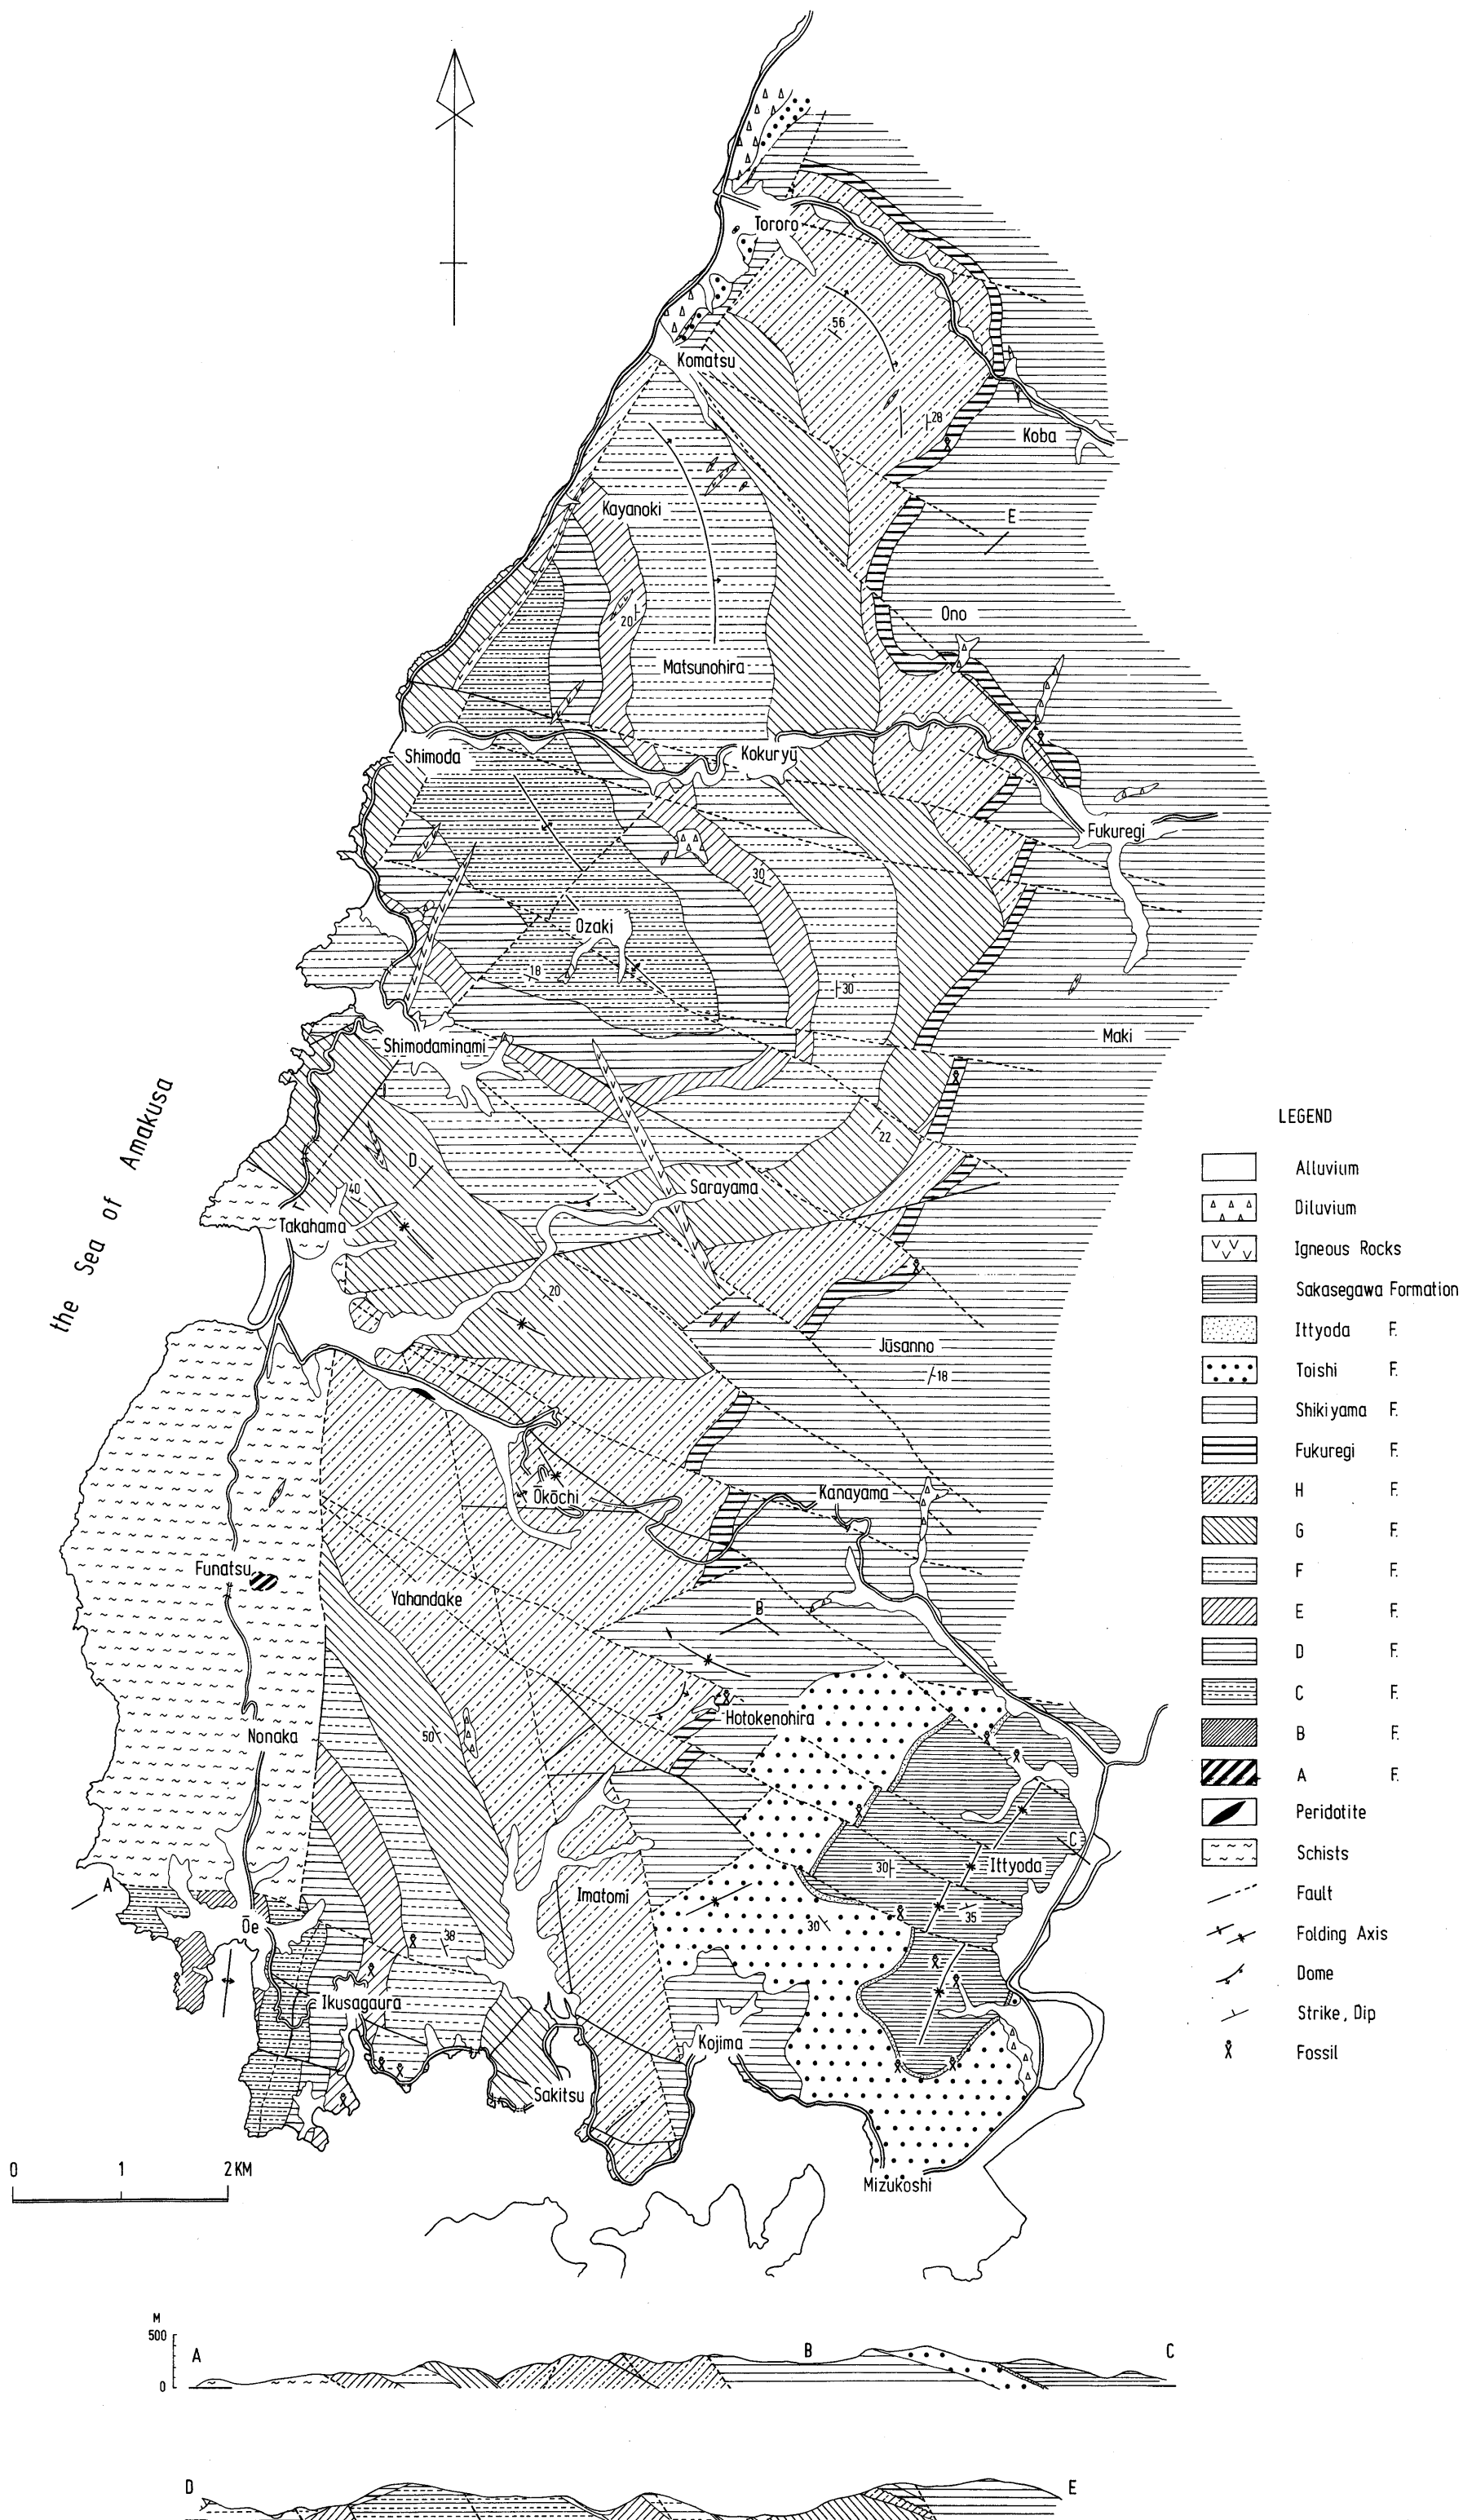 Tororo
56
Komatsu
28
Koba
Kayanoki
E
20
Ono
Matsunohira
Shimoda
Kokuryū
Fukuregi
30
Ozaki
18
30
Maki
Shimodaminami
22
D
Sarayama
40
Takahama
the Sea of Amakusa
20
Jūsanno
18
Ōkōchi
Kanayama
Funatsu
Yahandake
B
Hotokenohira
50
Nonaka
C
30
Ittyoda
A
Imatomi
35
Ōe
30
38
Ikusagaura
Kojima
Sakitsu
Mizukoshi
0 1 2 KM
LEGEND
Alluvium
Diluvium
Igneous Rocks
Sakasegawa Formation
Ittyoda F.
Toishi F.
Shikiyama F.
Fukuregi F.
H F.
G F.
F F.
E F.
D F.
C F.
B F.
A F.
Peridotite
Schists
Fault
Folding Axis
Dome
Strike, Dip
Fossil
M
500
0
A B C
D E